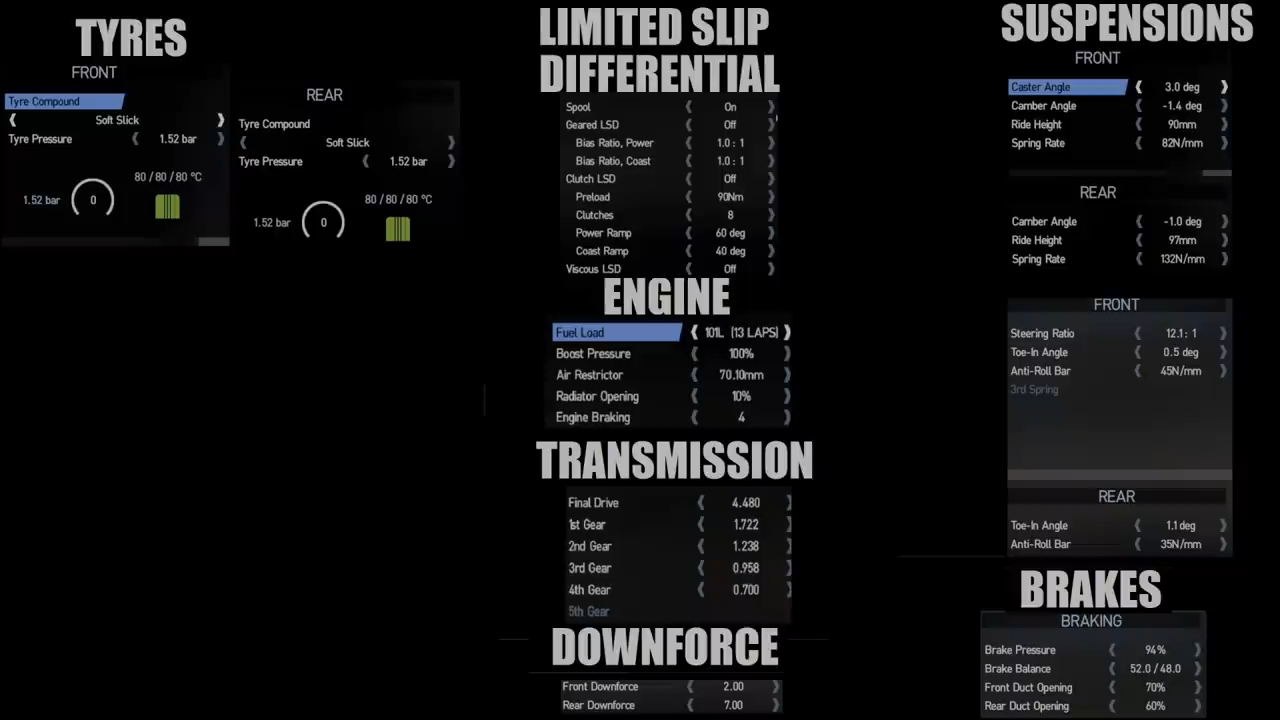 TYRES
FRONT
Tyre Compound
Soft Slick
Tyre Pressure 1.52 bar
80 / 80 / 80 °C
1.52 bar 0
REAR
Tyre Compound
Soft Slick
Tyre Pressure 1.52 bar
80 / 80 / 80 °C
1.52 bar 0
LIMITED SLIP
DIFFERENTIAL
Spool On
Geared LSD Off
Bias Ratio, Power 1.0 : 1
Bias Ratio, Coast 1.0 : 1
Clutch LSD Off
Preload 90Nm
Clutches 8
Power Ramp 60 deg
Coast Ramp 40 deg
Viscous LSD Off
ENGINE
Fuel Load 101L (13 LAPS)
Boost Pressure 100%
Air Restrictor 70.10mm
Radiator Opening 10%
Engine Braking 4
TRANSMISSION
Final Drive 4.480
1st Gear 1.722
2nd Gear 1.238
3rd Gear 0.958
4th Gear 0.700
5th Gear
DOWNFORCE
Front Downforce 2.00
Rear Downforce 7.00
SUSPENSIONS
FRONT
Caster Angle 3.0 deg
Camber Angle -1.4 deg
Ride Height 90mm
Spring Rate 82N/mm
REAR
Camber Angle -1.0 deg
Ride Height 97mm
Spring Rate 132N/mm
FRONT
Steering Ratio 12.1 : 1
Toe-In Angle 0.5 deg
Anti-Roll Bar 45N/mm
3rd Spring
REAR
Toe-In Angle 1.1 deg
Anti-Roll Bar 35N/mm
BRAKES
BRAKING
Brake Pressure 94%
Brake Balance 52.0 / 48.0
Front Duct Opening 70%
Rear Duct Opening 60%